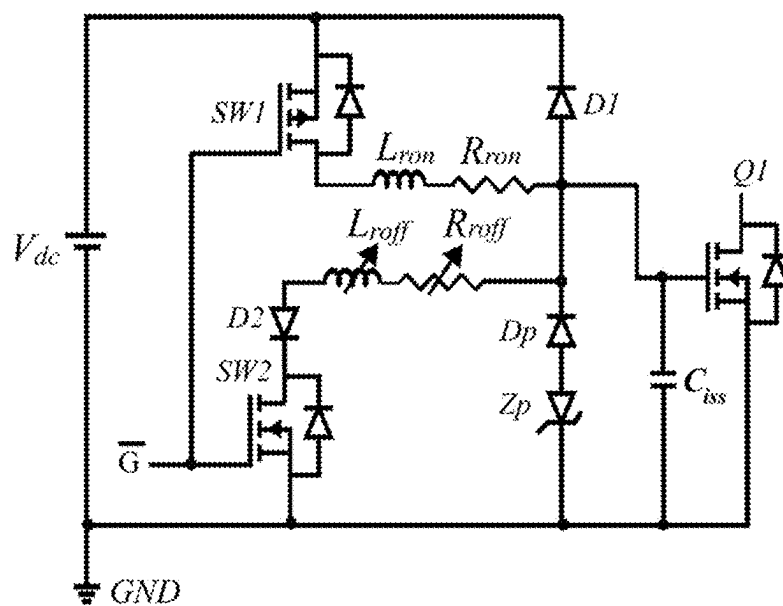 SW1
D1
Lron
Rron
Q1
Vdc
Lroff
Rroff
D2
Dp
SW2
Zp
Ciss
G̅
GND